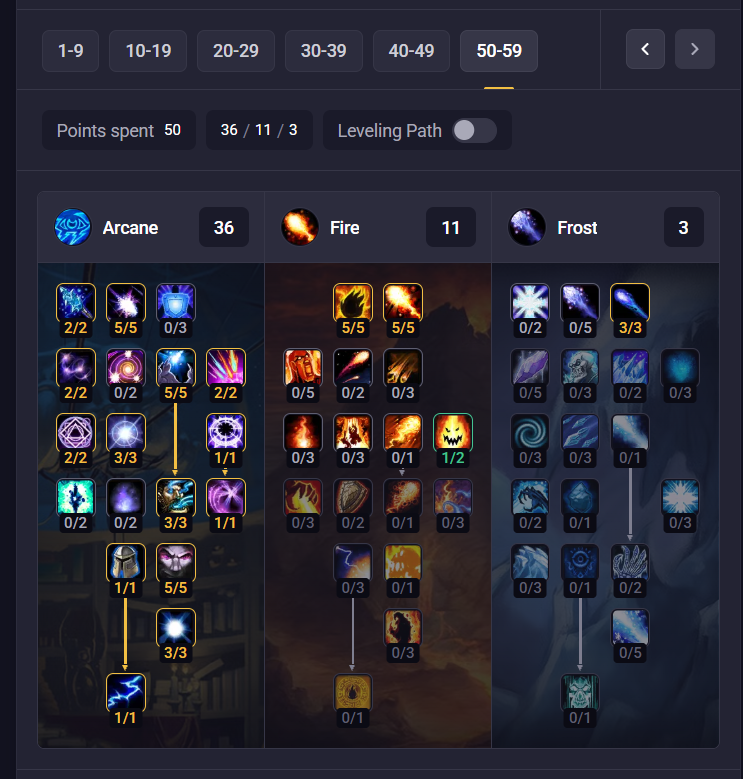 1-9 10-19 20-29 30-39 40-49 50-59
Points spent 50 36 / 11 / 3 Leveling Path
Arcane 36 Fire 11 Frost 3
2/2 5/5 0/3 5/5 5/5 0/2 0/5 3/3
2/2 0/2 5/5 2/2 0/5 0/2 0/3 0/5 0/3 0/2 0/3
2/2 3/3 1/1 0/3 0/3 0/1 1/2 0/3 0/3 0/1
0/2 0/2 3/3 1/1 0/3 0/2 0/1 0/3 0/2 0/1 0/3
1/1 5/5 0/3 0/1 0/3 0/1 0/2
3/3 0/3 0/5
1/1 0/1 0/1